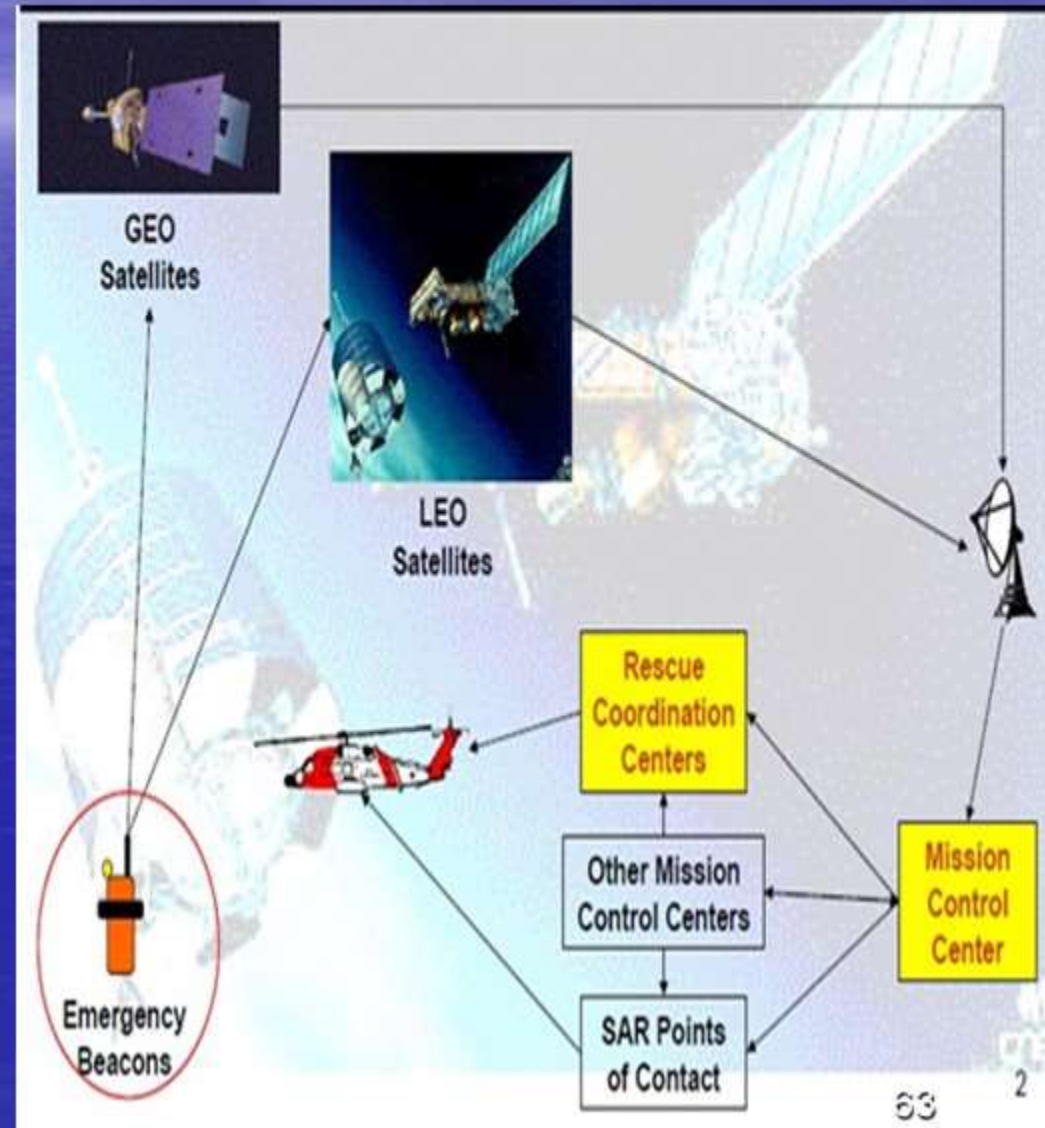 GEO
Satellites
LEO
Satellites
Rescue
Coordination
Centers
Other Mission
Control Centers
Mission
Control
Center
Emergency
Beacons
SAR Points
of Contact
63
2